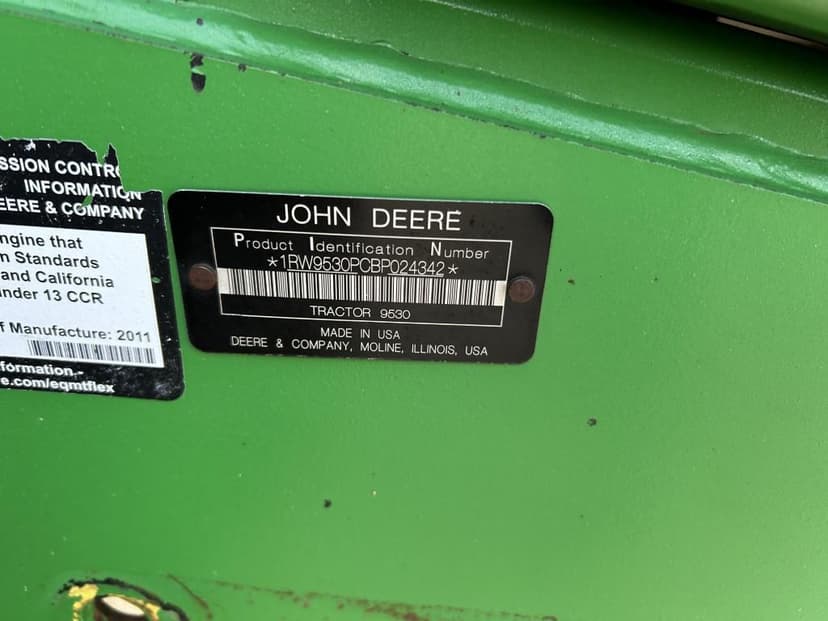 SSION CONTR
INFORMATION
EERE & COMPANY
ngine that
n Standards
and California
nder 13 CCR
f Manufacture: 2011
formation -
e.com/eqmtflex
JOHN DEERE
Product Identification Number
*1RW9530PCBP024342*
TRACTOR 9530
MADE IN USA
DEERE & COMPANY, MOLINE, ILLINOIS, USA